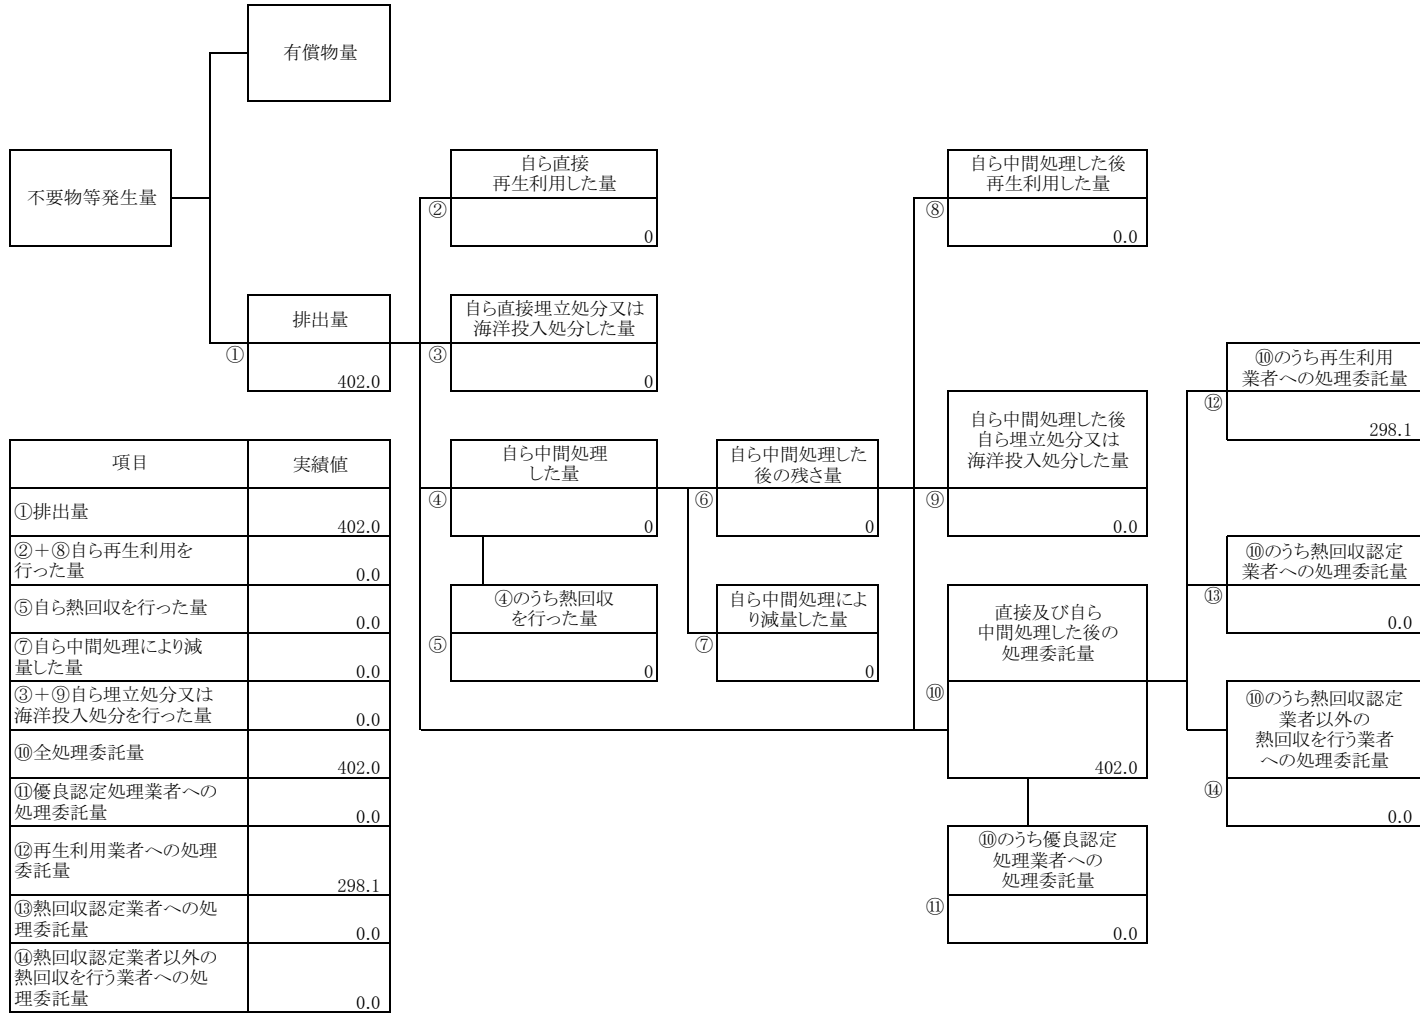 有償物量
不要物等発生量
自ら直接
再生利用した量
②
0
自ら中間処理した後
再生利用した量
⑧
0.0
排出量
①
402.0
自ら直接埋立処分又は
海洋投入処分した量
③
0
⑩のうち再生利用
業者への処理委託量
⑫
298.1
自ら中間処理
した量
④
0
自ら中間処理した
後の残さ量
⑥
0
自ら中間処理した後
自ら埋立処分又は
海洋投入処分した量
⑨
0.0
⑩のうち熱回収認定
業者への処理委託量
⑬
0.0
④のうち熱回収
を行った量
⑤
0
自ら中間処理によ
り減量した量
⑦
0
直接及び自ら
中間処理した後の
処理委託量
⑩
402.0
⑩のうち熱回収認定
業者以外の
熱回収を行う業者
への処理委託量
⑭
0.0
⑩のうち優良認定
処理業者への
処理委託量
⑪
0.0
項目
実績値
①排出量
402.0
②+⑧自ら再生利用を
行った量
0.0
⑤自ら熱回収を行った量
0.0
⑦自ら中間処理により減
量した量
0.0
③+⑨自ら埋立処分又は
海洋投入処分を行った量
0.0
⑩全処理委託量
402.0
⑪優良認定処理業者への
処理委託量
0.0
⑫再生利用業者への処理
委託量
298.1
⑬熱回収認定業者への処
理委託量
0.0
⑭熱回収認定業者以外の
熱回収を行う業者への処
理委託量
0.0